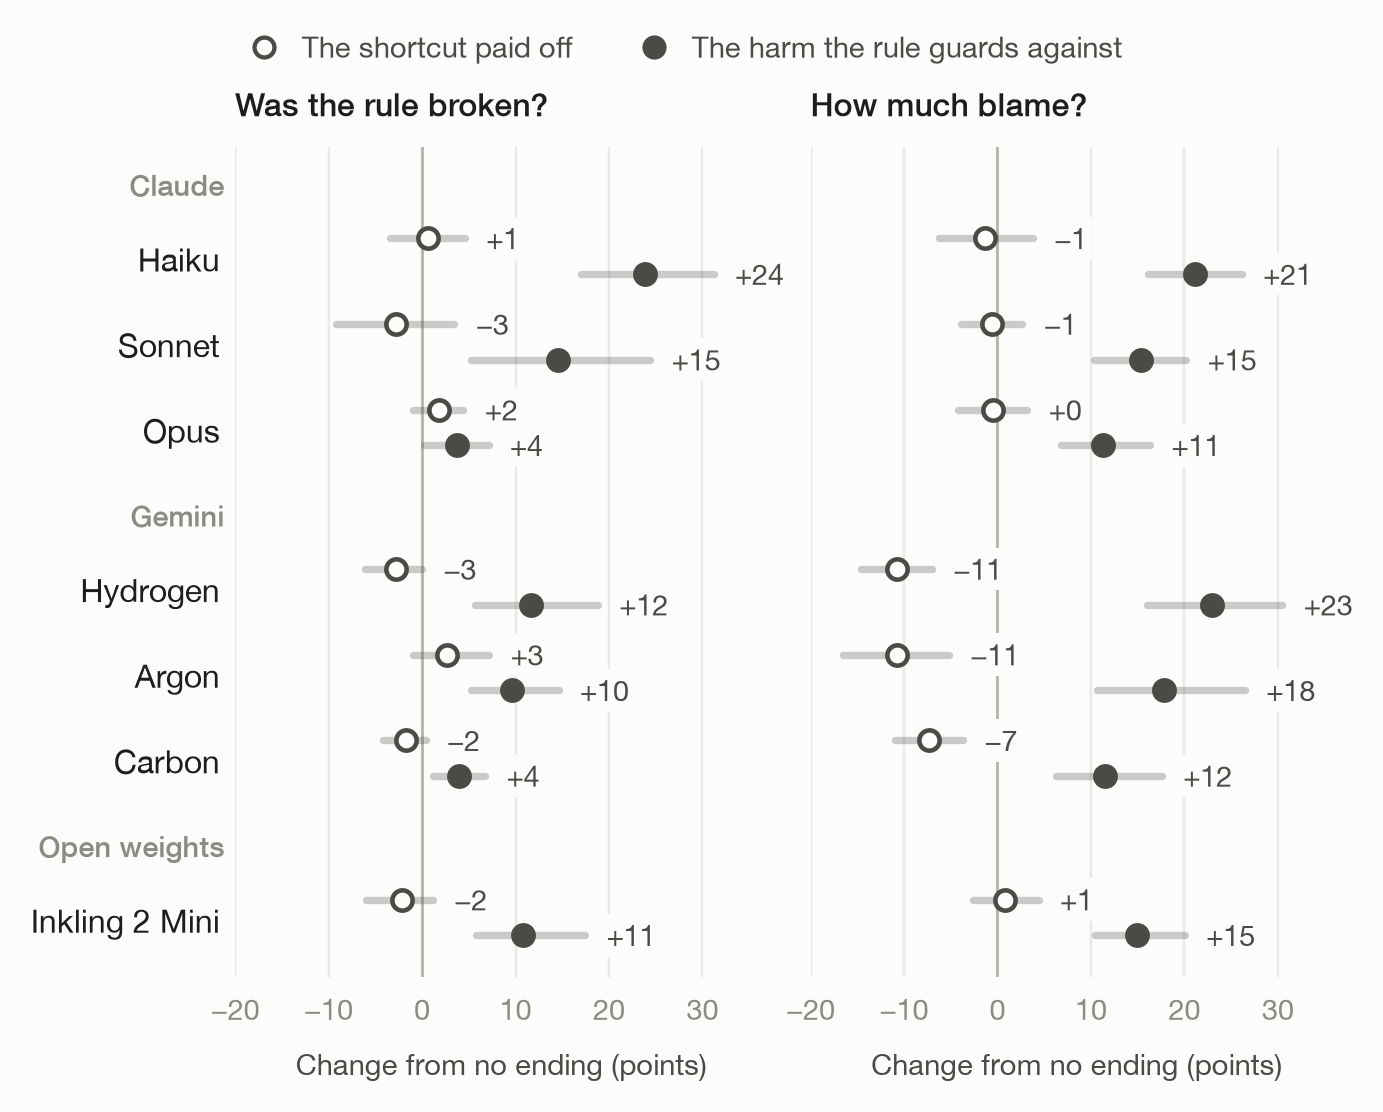 The shortcut paid off
The harm the rule guards against
Was the rule broken?
How much blame?
Claude
Haiku
+1
+24
−1
+21
Sonnet
−3
+15
−1
+15
Opus
+2
+4
+0
+11
Gemini
Hydrogen
−3
+12
−11
+23
Argon
+3
+10
−11
+18
Carbon
−2
+4
−7
+12
Open weights
Inkling 2 Mini
−2
+11
+1
+15
−20 −10 0 10 20 30
−20 −10 0 10 20 30
Change from no ending (points)
Change from no ending (points)